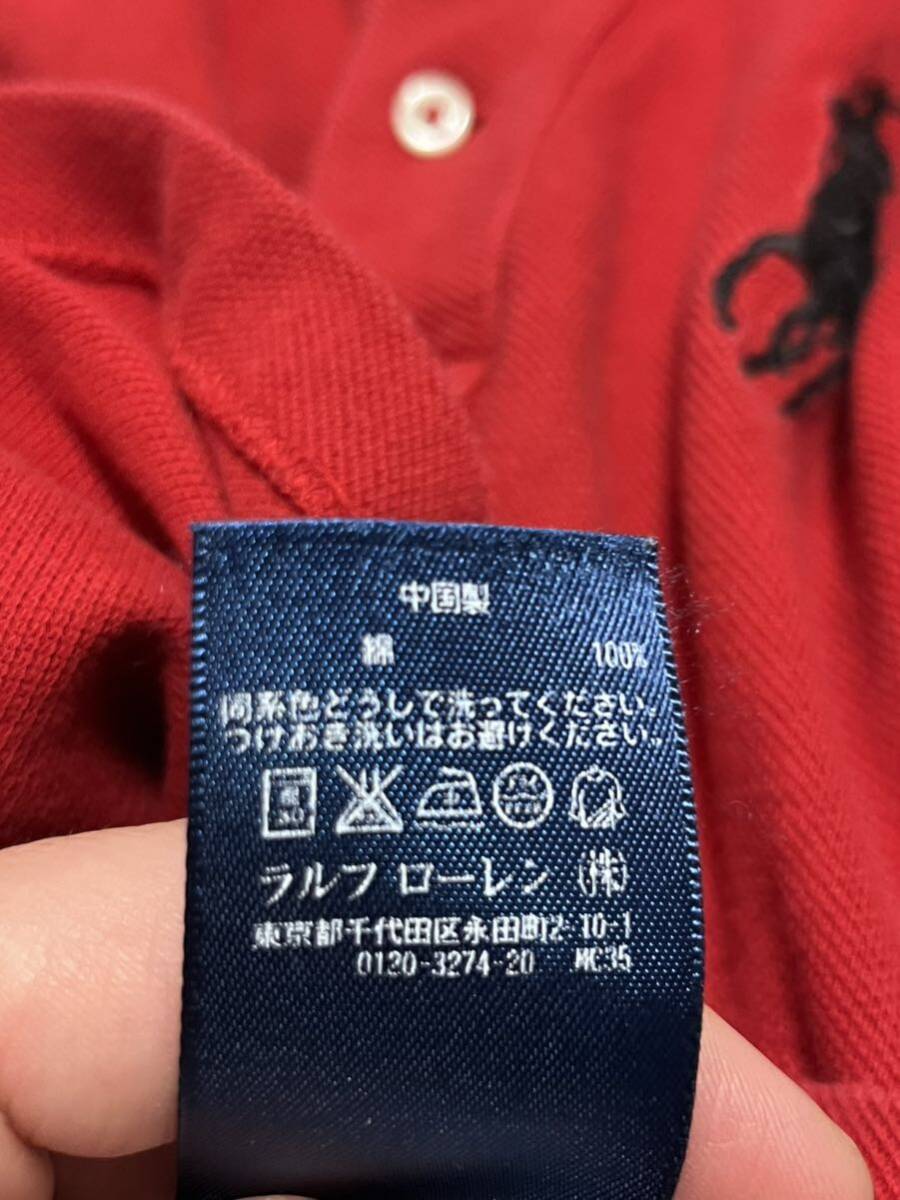 中国製
綿 100%
同系色どうしで洗ってください。
つけおき洗いはお避けください。
ラルフ ローレン (株)
東京都千代田区永田町2-10-1
0120-3274-20 MC35